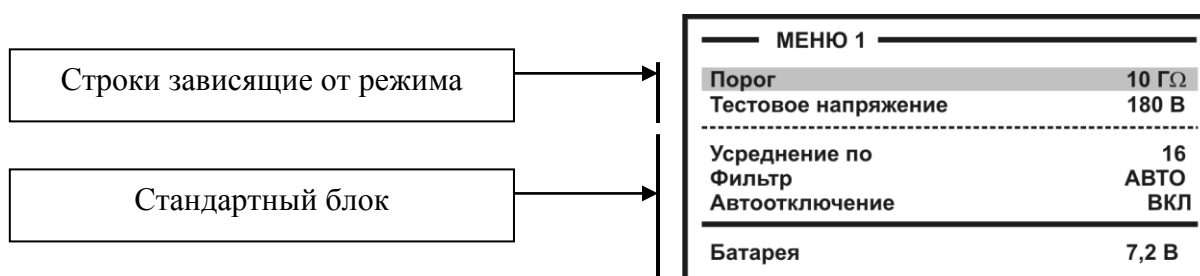 Строки зависящие от режима
Стандартный блок
МЕНЮ 1
Порог 10 ГΩ
Тестовое напряжение 180 В
Усреднение по 16
Фильтр АВТО
Автоотключение ВКЛ
Батарея 7,2 В